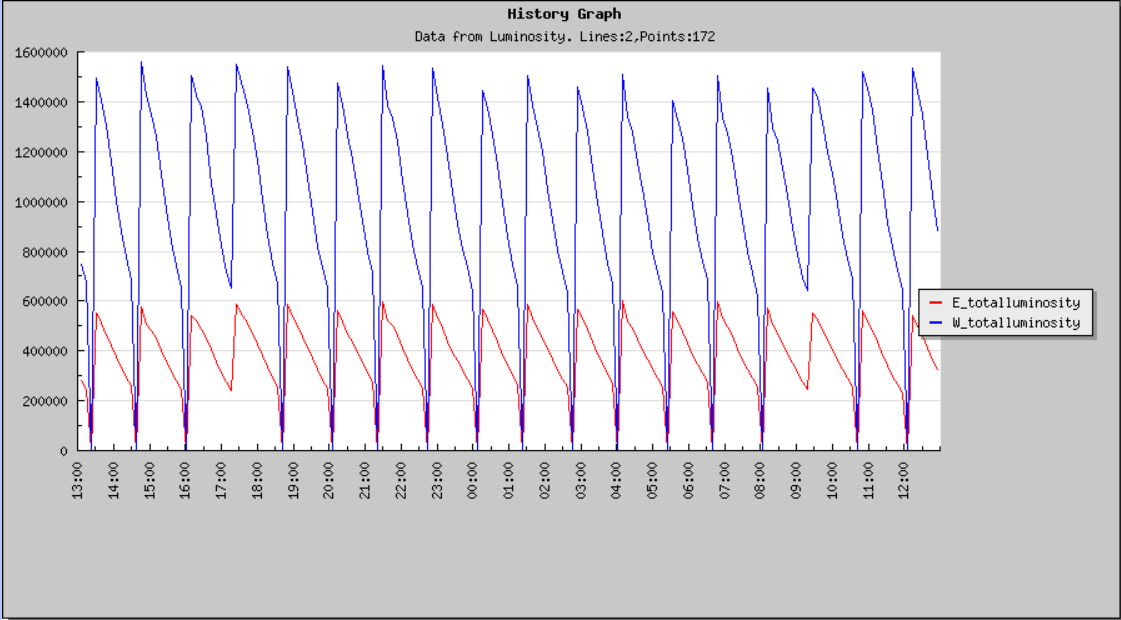 History Graph
Data from Luminosity. Lines:2,Points:172
1600000
1400000
1200000
1000000
800000
600000
400000
200000
0
E_totalluminosity
W_totalluminosity
13:00 14:00 15:00 16:00 17:00 18:00 19:00 20:00 21:00 22:00 23:00 00:00 01:00 02:00 03:00 04:00 05:00 06:00 07:00 08:00 09:00 10:00 11:00 12:00